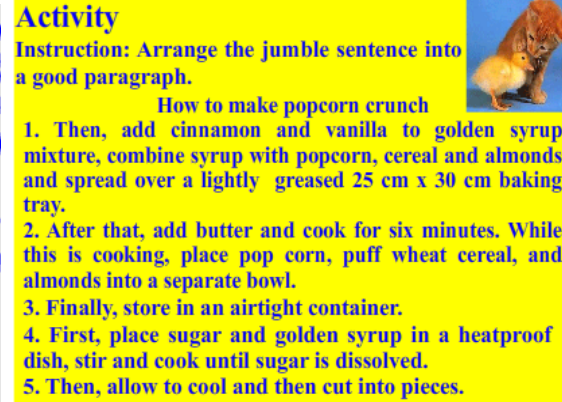 Activity
Instruction: Arrange the jumble sentence into
a good paragraph.
How to make popcorn crunch
1. Then, add cinnamon and vanilla to golden syrup
mixture, combine syrup with popcorn, cereal and almonds
and spread over a lightly greased 25 cm x 30 cm baking
tray.
2. After that, add butter and cook for six minutes. While
this is cooking, place pop corn, puff wheat cereal, and
almonds into a separate bowl.
3. Finally, store in an airtight container.
4. First, place sugar and golden syrup in a heatproof
dish, stir and cook until sugar is dissolved.
5. Then, allow to cool and then cut into pieces.